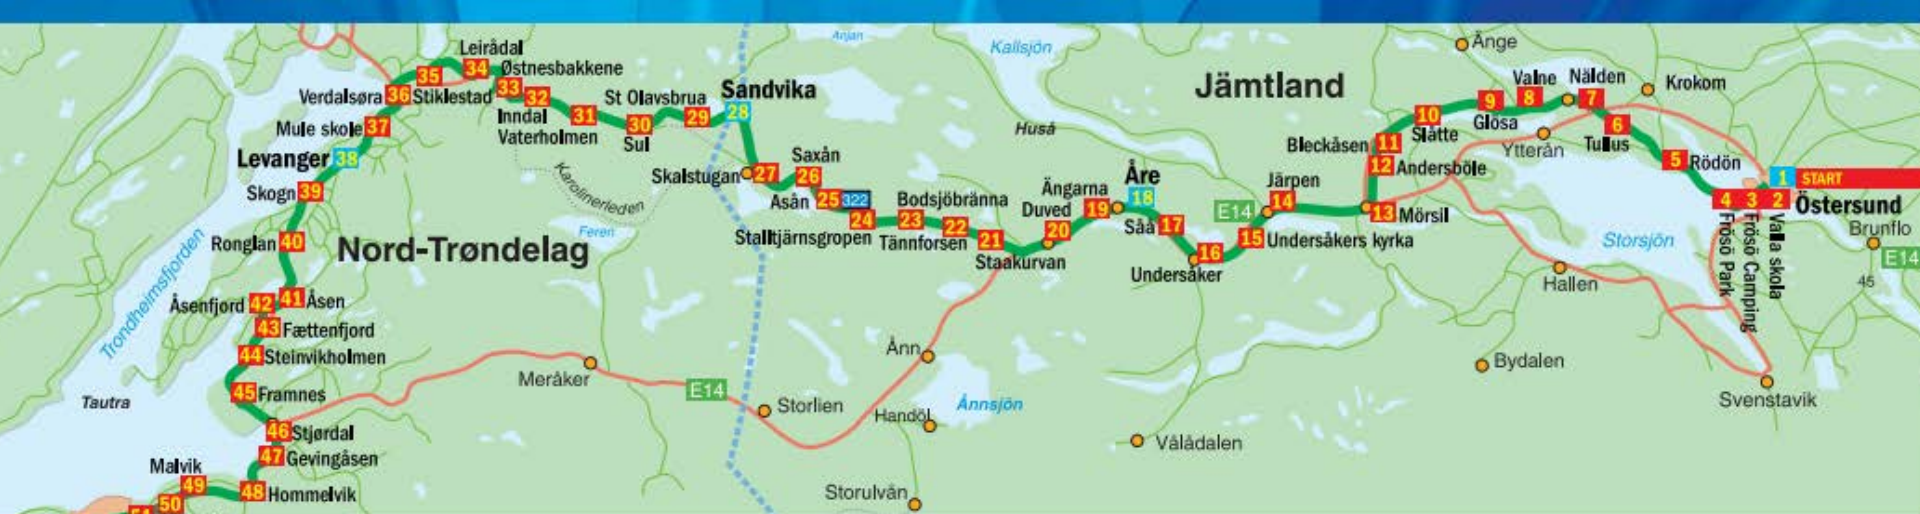 Anjan
Kallsjön
Ånge
Leirådal
34
35
Østnesbakkene
33
Jämtland
Valne
Nälden
Krokom
Verdalsøra
36
Stiklestad
32
St Olavsbrua
Sandvika
9
8
7
Inndal
31
29
28
10
Glösa
6
Mule skole
37
Vaterholmen
30
Sul
Huså
Slåtte
Tullus
Bleckåsen
11
Ytterån
Levanger
38
Saxån
12
Andersböle
5
Rödön
Skalstugan
27
26
Åre
Järpen
1
START
Skogn
39
Karolinerleden
Asån
25
322
Bodsjöbränna
Ängarna
18
14
4
3
2
Östersund
24
23
Duved
19
E14
13
Mörsil
Brunflo
Ronglan
40
Nord-Trøndelag
Feren
Stalltjärnsgropen
Tännforsen
22
21
20
Såå
17
16
15
Undersåkers kyrka
Storsjön
Frösö Park
Frösö Camping
Valla skola
E14
Trondheimsfjorden
Staakurvan
Undersåker
Hallen
45
Åsenfjord
42
41
Åsen
43
Fættenfjord
44
Steinvikholmen
Ånn
Bydalen
Meråker
E14
45
Framnes
Tautra
Storlien
Handöl
Ånnsjön
Svenstavik
46
Stjørdal
Vålådalen
47
Gevingåsen
Malvik
49
48
Hommelvik
Storulvån
50
51